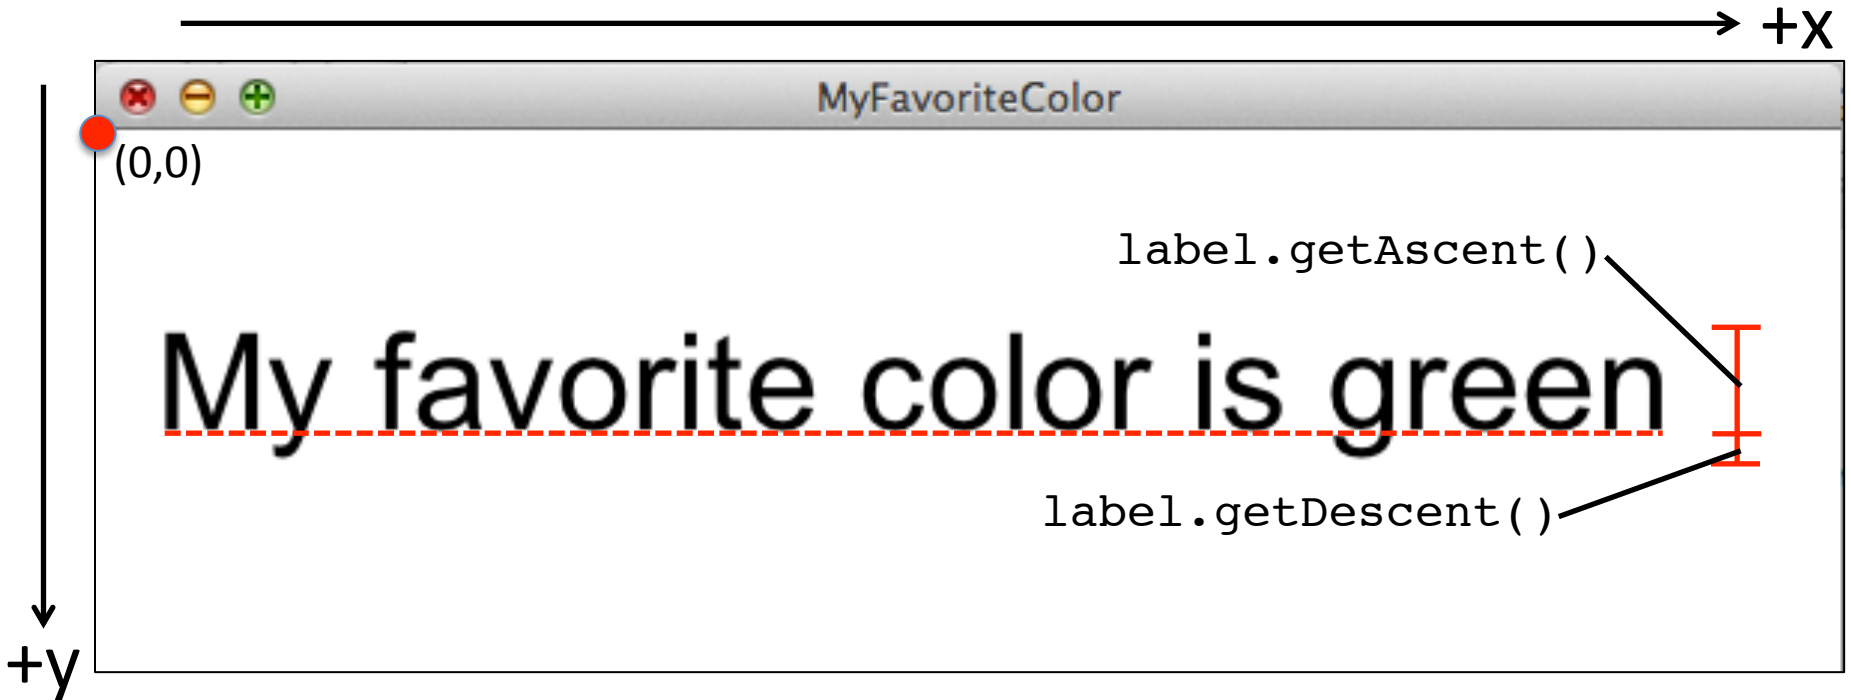 +x
MyFavoriteColor
(0,0)
label.getAscent()
My favorite color is green
label.getDescent()
+y